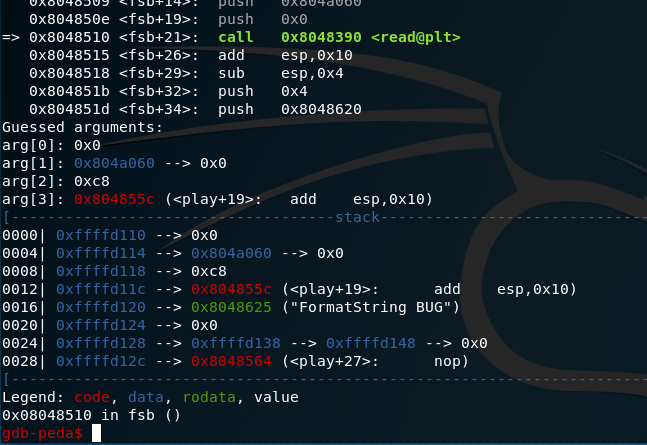 0x8048509 <fsb+14>: push 0x804a060
0x804850e <fsb+19>: push 0x0
=> 0x8048510 <fsb+21>: call 0x8048390 <read@plt>
0x8048515 <fsb+26>: add esp,0x10
0x8048518 <fsb+29>: sub esp,0x4
0x804851b <fsb+32>: push 0x4
0x804851d <fsb+34>: push 0x8048620
Guessed arguments:
arg[0]: 0x0
arg[1]: 0x804a060 --> 0x0
arg[2]: 0xc8
arg[3]: 0x804855c (<play+19>: add esp,0x10)
[------------------------------------stack-----------------------------
0000| 0xffffd110 --> 0x0
0004| 0xffffd114 --> 0x804a060 --> 0x0
0008| 0xffffd118 --> 0xc8
0012| 0xffffd11c --> 0x804855c (<play+19>: add esp,0x10)
0016| 0xffffd120 --> 0x8048625 ("FormatString BUG")
0020| 0xffffd124 --> 0x0
0024| 0xffffd128 --> 0xffffd138 --> 0xffffd148 --> 0x0
0028| 0xffffd12c --> 0x8048564 (<play+27>: nop)
[----------------------------------------------------------------------
Legend: code, data, rodata, value
0x08048510 in fsb ()
gdb-peda$